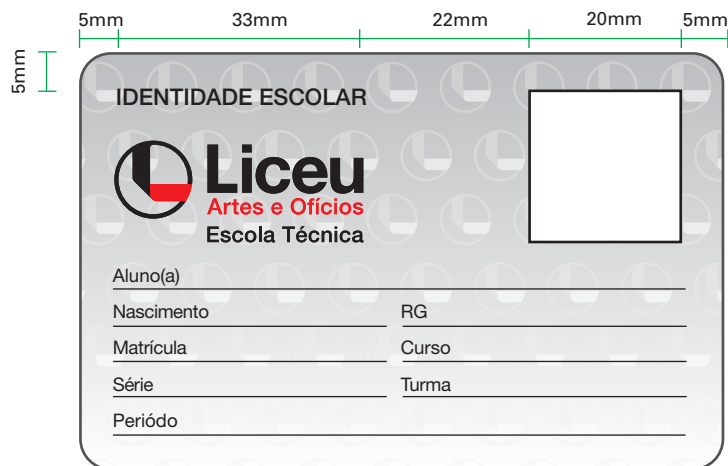 5mm 33mm 22mm 20mm 5mm
5mm
IDENTIDADE ESCOLAR
Liceu
Artes e Ofícios
Escola Técnica
Aluno(a)
Nascimento RG
Matrícula Curso
Série Turma
Período